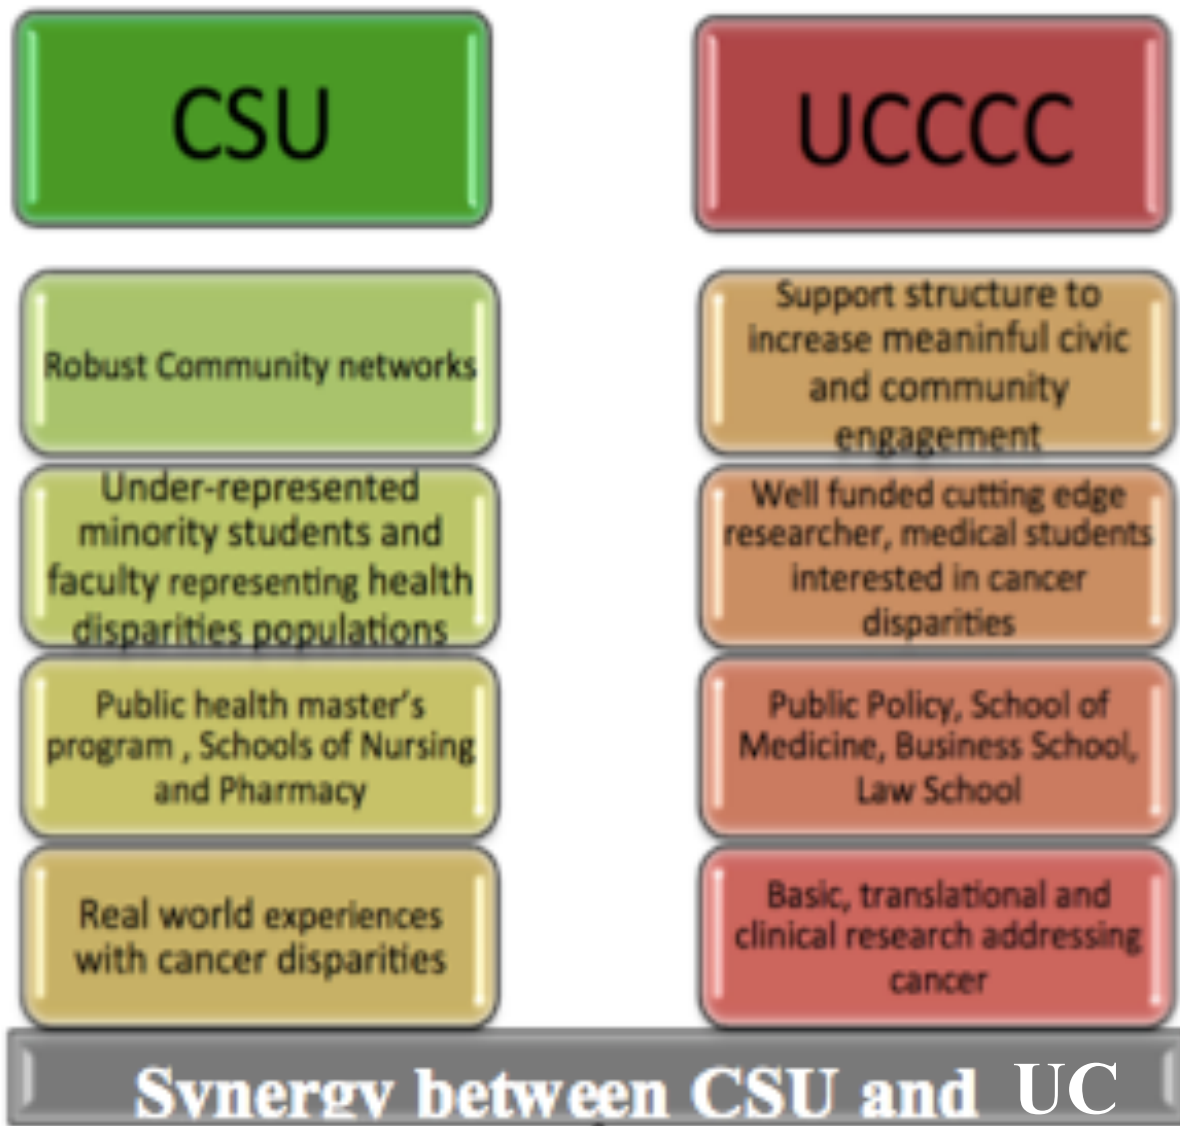 CSU
Robust Community networks
Under-represented
minority students and
faculty representing health
disparities populations
Public health master's
program , Schools of Nursing
and Pharmacy
Real world experiences
with cancer disparities
UCCCC
Support structure to
increase meaninful civic
and community
engagement
Well funded cutting edge
researcher, medical students
interested in cancer
disparities
Public Policy, School of
Medicine, Business School,
Law School
Basic, translational and
clinical research addressing
cancer
Synergy between CSU and UC